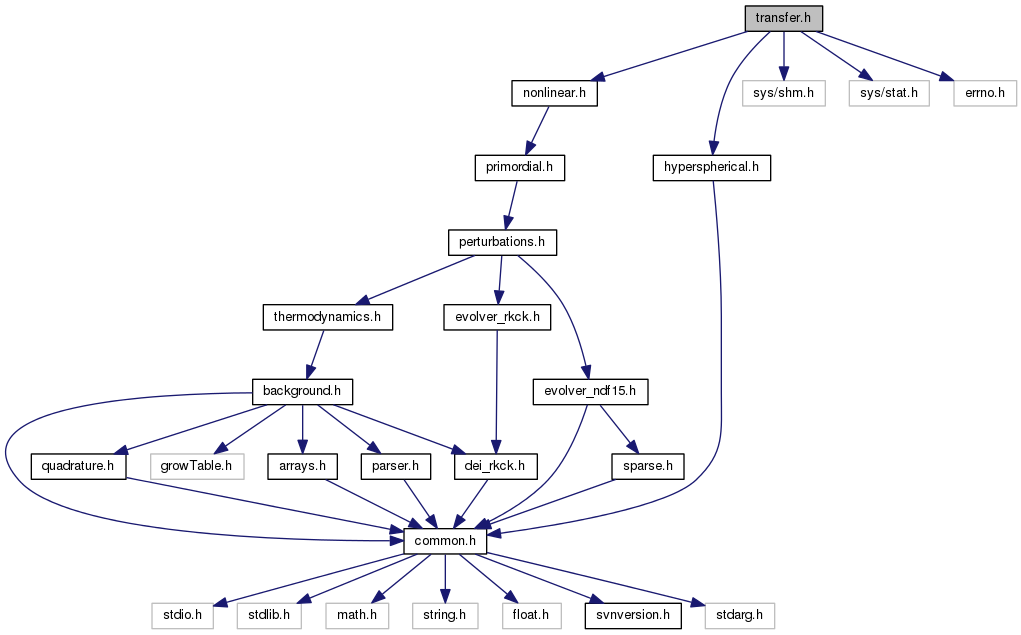 transfer.h
nonlinear.h
sys/shm.h
sys/stat.h
errno.h
primordial.h
hyperspherical.h
perturbations.h
thermodynamics.h
evolver_rkck.h
background.h
evolver_ndf15.h
quadrature.h
growTable.h
arrays.h
parser.h
dei_rkck.h
sparse.h
common.h
stdio.h
stdlib.h
math.h
string.h
float.h
svnversion.h
stdarg.h